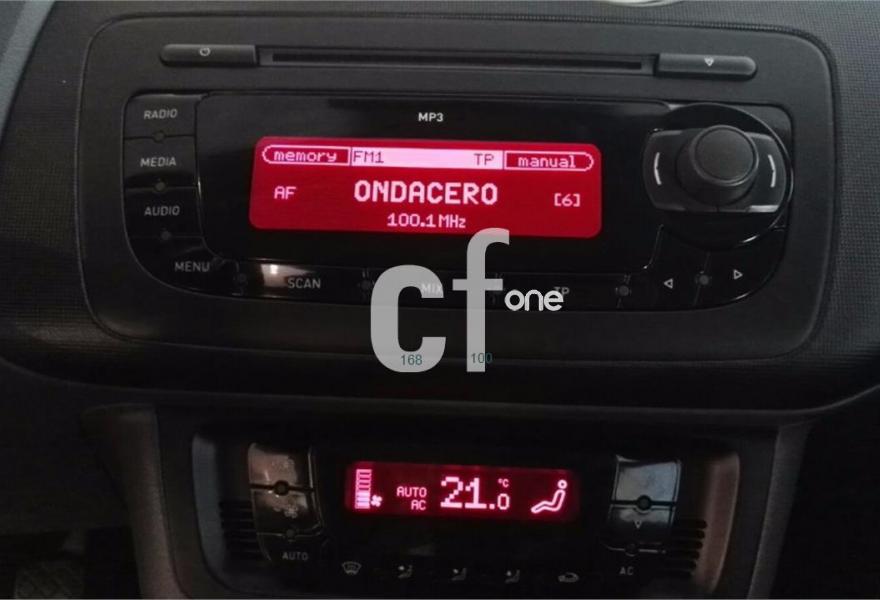 MP3
RADIO
memory FM1 TP manual
MEDIA
AF ONDACERO [6]
AUDIO
100.1MHz
MENU
SCAN MIX TP
cf one
168 100
AUTO 21.0 °C
AC
AUTO AC